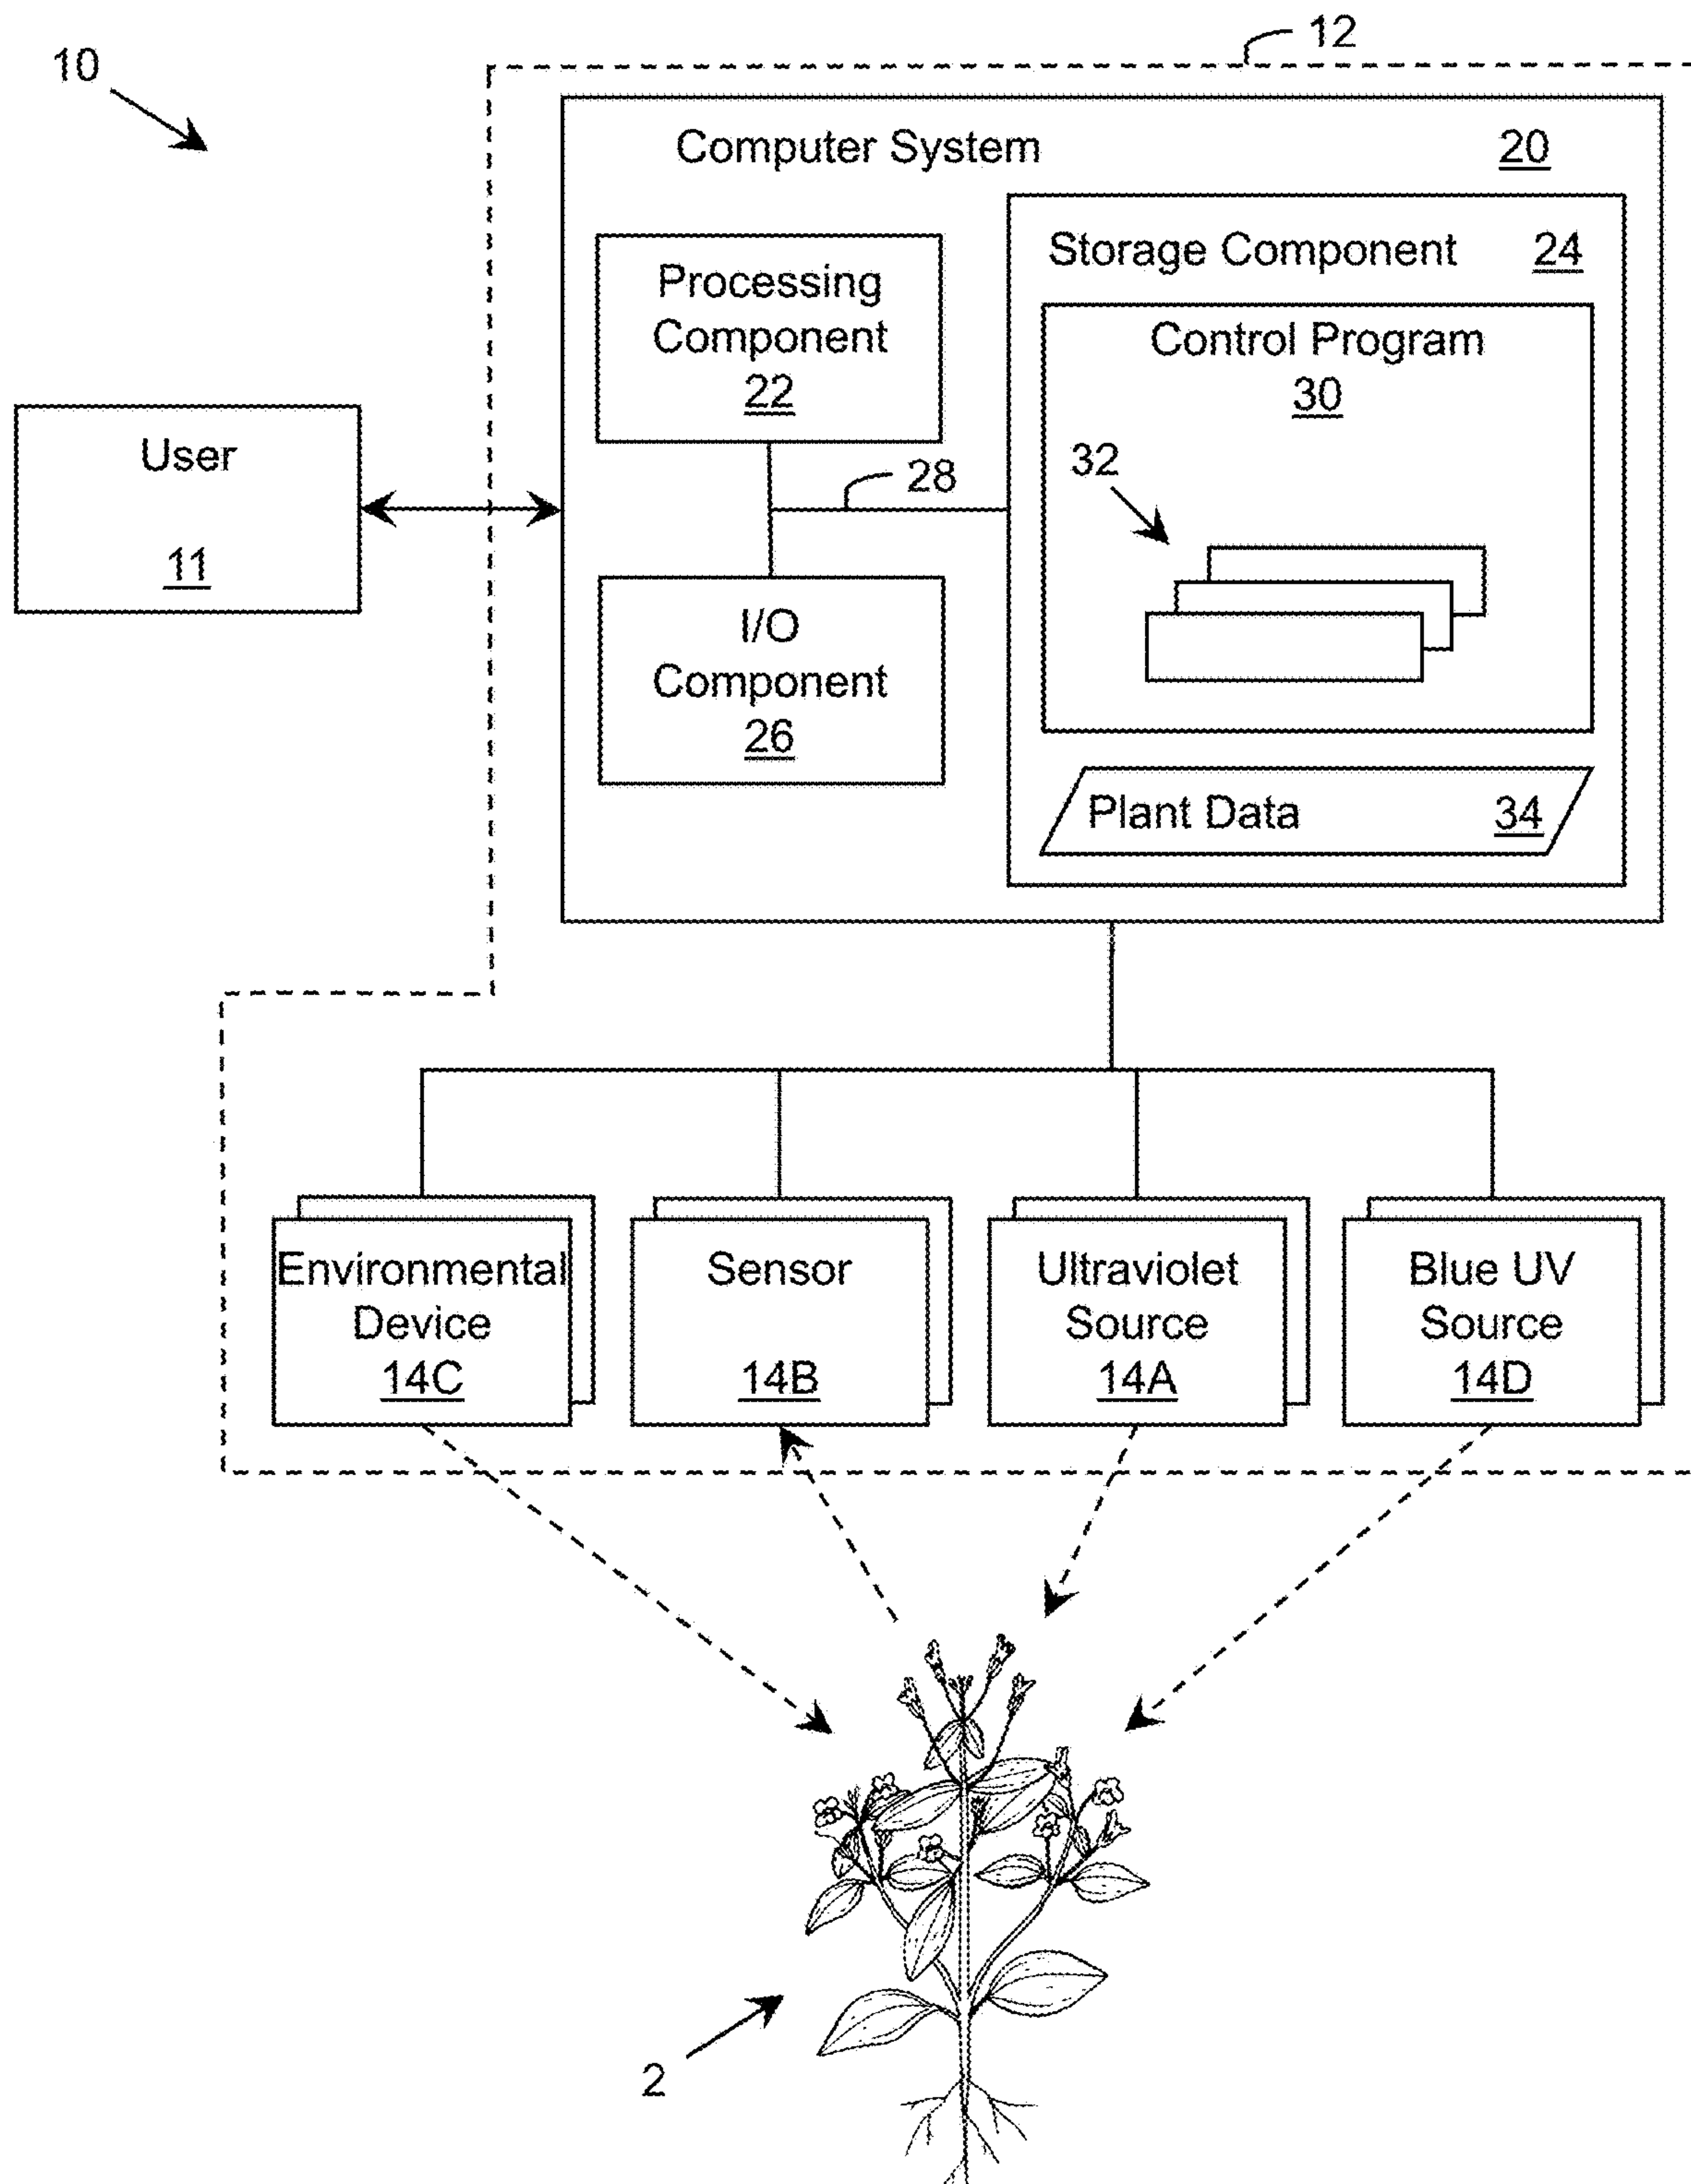 10
12
Computer System 20
Processing
Component
22
Storage Component 24
Control Program
30
32
28
User
11
I/O
Component
26
Plant Data 34
Environmental
Device
14C
Sensor
14B
Ultraviolet
Source
14A
Blue UV
Source
14D
2